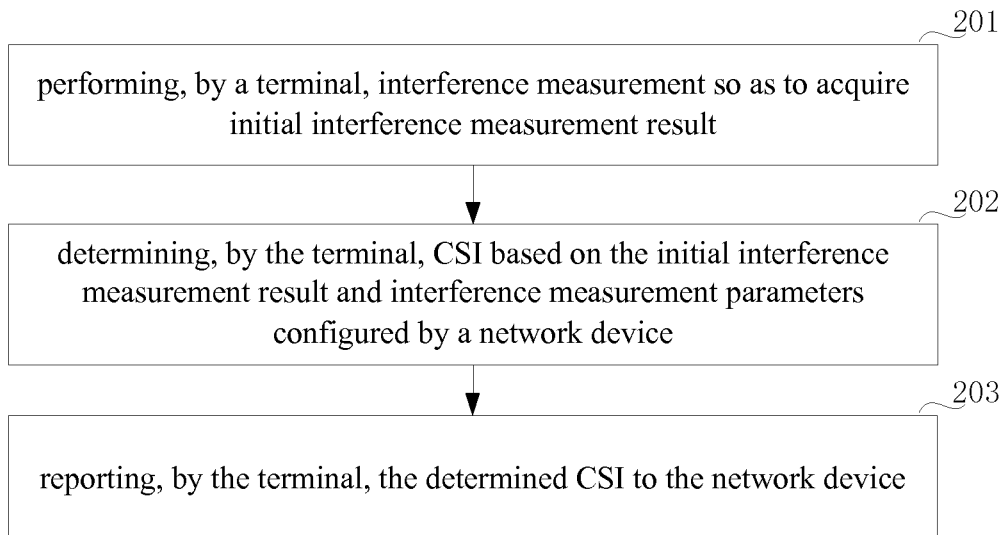 201
performing, by a terminal, interference measurement so as to acquire
initial interference measurement result
202
determining, by the terminal, CSI based on the initial interference
measurement result and interference measurement parameters
configured by a network device
203
reporting, by the terminal, the determined CSI to the network device